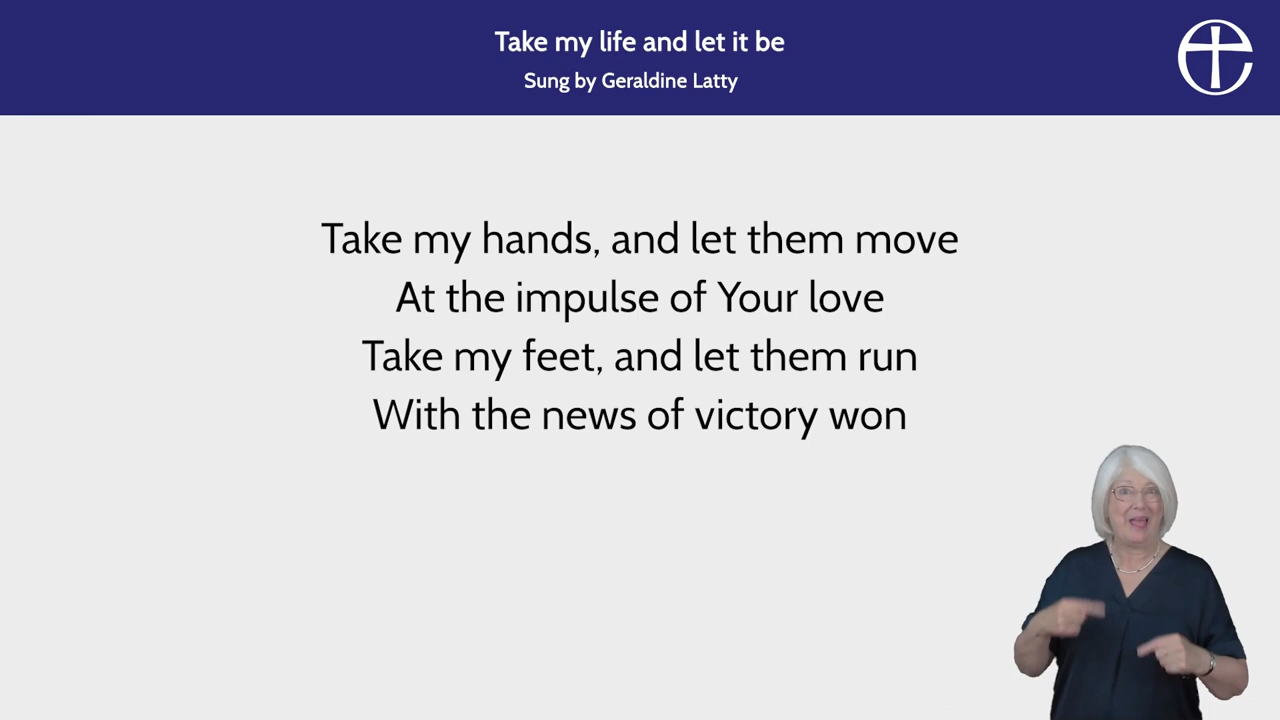 Take my life and let it be
Sung by Geraldine Latty
Take my hands, and let them move
At the impulse of Your love
Take my feet, and let them run
With the news of victory won